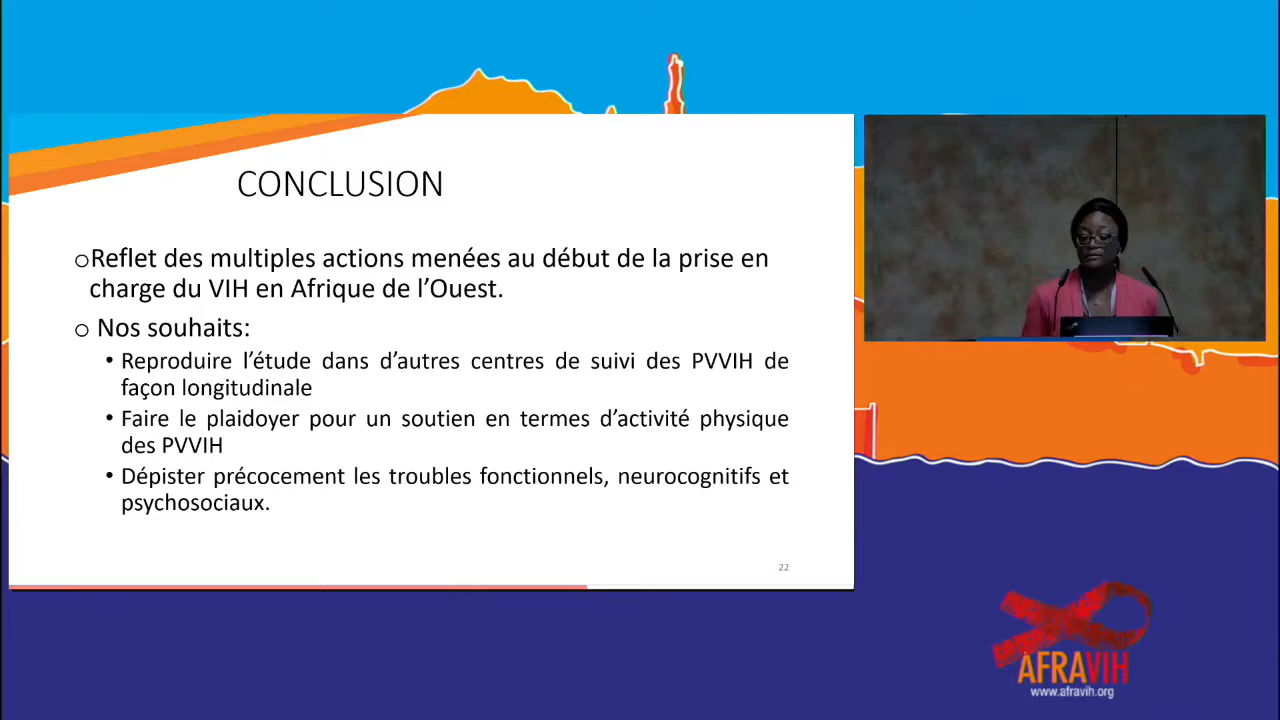 CONCLUSION
oReflet des multiples actions menées au début de la prise en
charge du VIH en Afrique de l’Ouest.
o Nos souhaits:
• Reproduire l’étude dans d’autres centres de suivi des PVVIH de
façon longitudinale
• Faire le plaidoyer pour un soutien en termes d’activité physique
des PVVIH
• Dépister précocement les troubles fonctionnels, neurocognitifs et
psychosociaux.
22
AFRAVIH
www.afravih.org